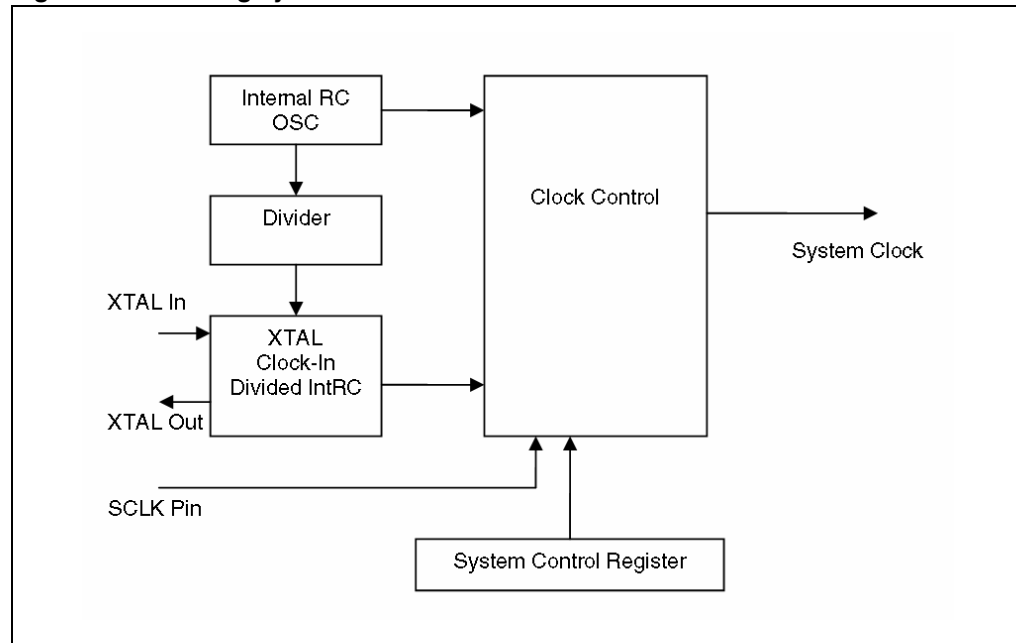 Internal RC
OSC
Clock Control
Divider
System Clock
XTAL In
XTAL
Clock-In
Divided IntRC
XTAL Out
SCLK Pin
System Control Register